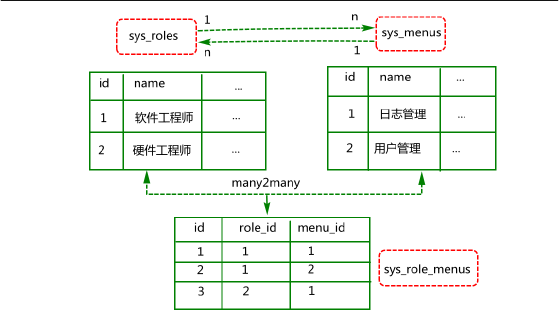 1
n
sys_roles
sys_menus
n
1
id name ...
1 软件工程师 ...
2 硬件工程师 ...
id name ...
1 日志管理 ...
2 用户管理 ...
many2many
id role_id menu_id
1 1 1
2 1 2
3 2 1
sys_role_menus